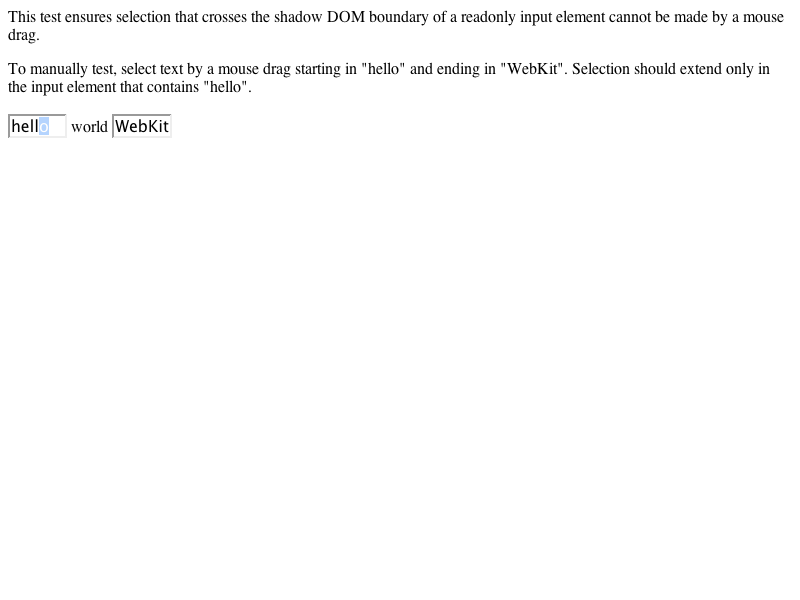 This test ensures selection that crosses the shadow DOM boundary of a readonly input element cannot be made by a mouse
drag.
To manually test, select text by a mouse drag starting in "hello" and ending in "WebKit". Selection should extend only in
the input element that contains "hello".
hello world WebKit